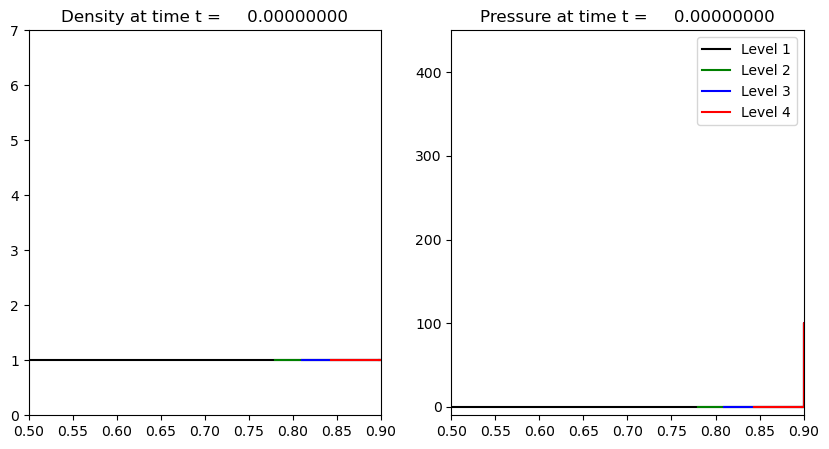 Density at time t = 0.00000000
7
6
5
4
3
2
1
0
0.50 0.55 0.60 0.65 0.70 0.75 0.80 0.85 0.90
Pressure at time t = 0.00000000
Level 1
Level 2
Level 3
Level 4
400
300
200
100
0
0.50 0.55 0.60 0.65 0.70 0.75 0.80 0.85 0.90